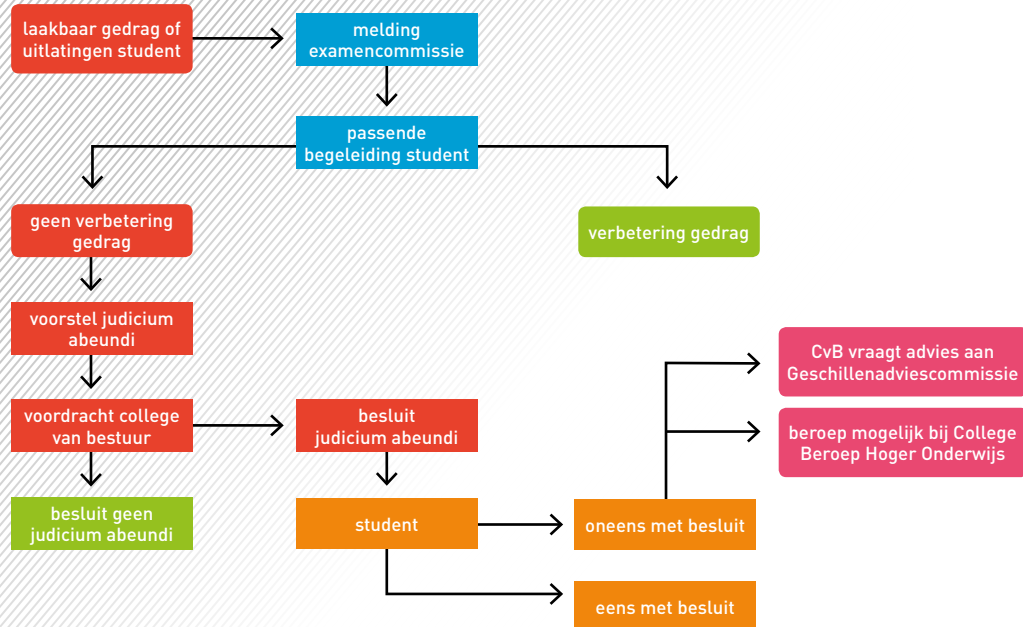 laakbaar gedrag of
uitlatingen student
melding
examencommissie
passende
begeleiding student
geen verbetering
gedrag
verbetering gedrag
voorstel judicium
abeundi
CvB vraagt advies aan
Geschillenadviescommissie
voordracht college
van bestuur
besluit
judicium abeundi
beroep mogelijk bij College
Beroep Hoger Onderwijs
besluit geen
judicium abeundi
student
oneens met besluit
eens met besluit